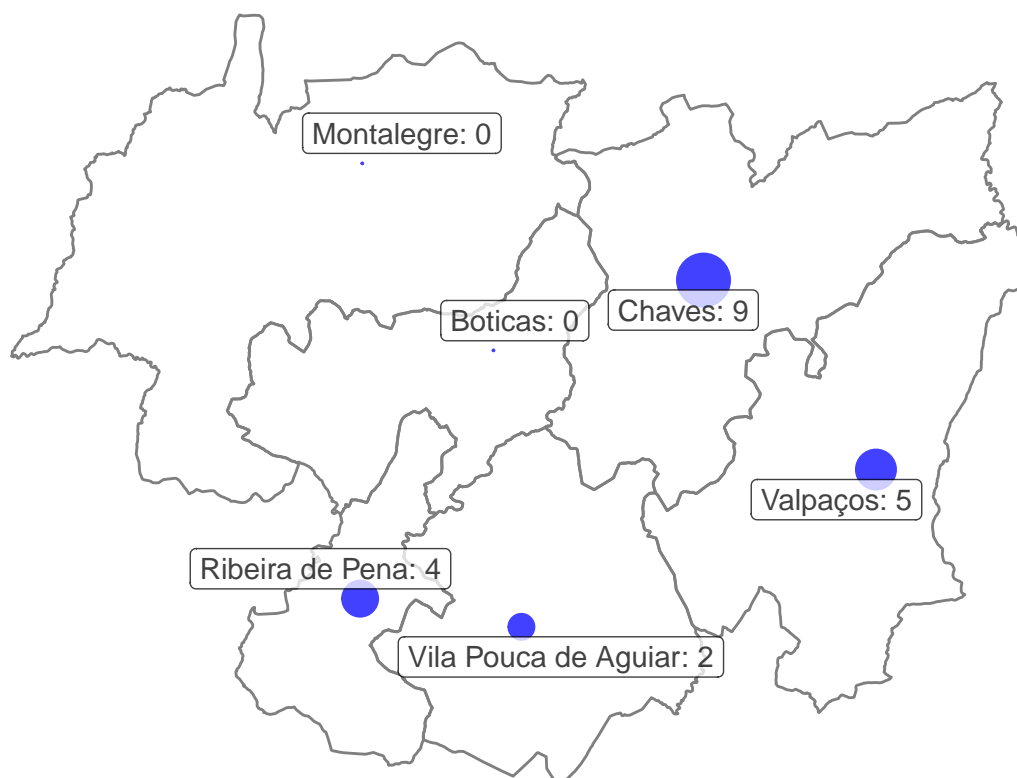 Montalegre: 0
Boticas: 0
Chaves: 9
Valpaços: 5
Ribeira de Pena: 4
Vila Pouca de Aguiar: 2